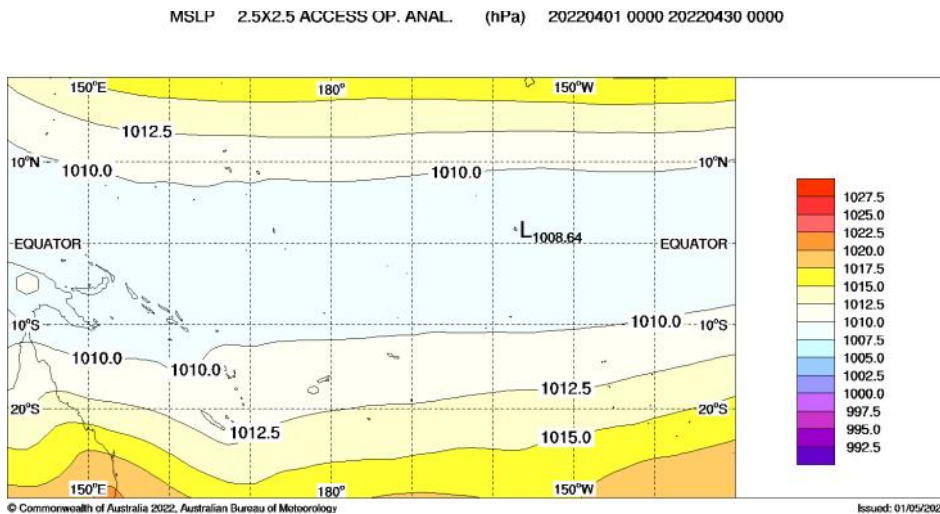 MSLP 2.5X2.5 ACCESS OP. ANAL. (hPa) 20220401 0000 20220430 0000
150°E 180° 150°W
1012.5
10°N 1010.0 1010.0 10°N
L1008.64
EQUATOR EQUATOR
10°S 1010.0 10°S
1010.0 1010.0
1012.5
20°S 20°S
1012.5 1015.0
150°E 180° 150°W
1027.5
1025.0
1022.5
1020.0
1017.5
1015.0
1012.5
1010.0
1007.5
1005.0
1002.5
1000.0
997.5
995.0
992.5
© Commonwealth of Australia 2022, Australian Bureau of Meteorology
Issued: 01/05/202